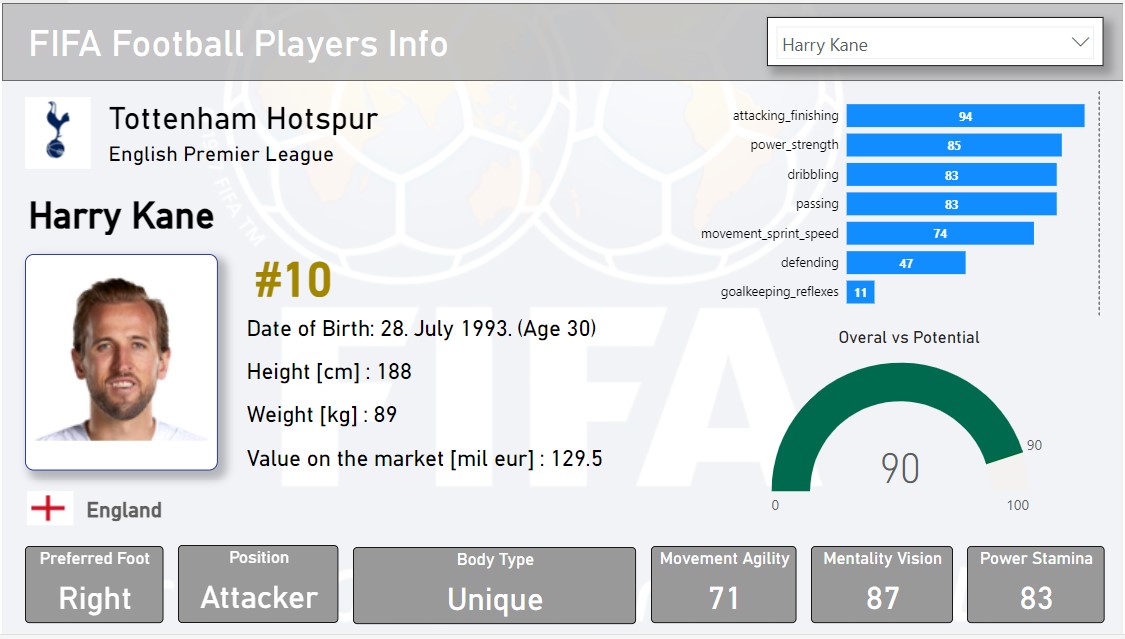 FIFA Football Players Info
Harry Kane
Tottenham Hotspur
English Premier League
Harry Kane
#10
Date of Birth: 28. July 1993. (Age 30)
Height [cm] : 188
Weight [kg] : 89
Value on the market [mil eur] : 129.5
England
attacking_finishing 94
power_strength 85
dribbling 83
passing 83
movement_sprint_speed 74
defending 47
goalkeeping_reflexes 11
Overal vs Potential
90
90
0
100
Preferred Foot
Right
Position
Attacker
Body Type
Unique
Movement Agility
71
Mentality Vision
87
Power Stamina
83
FIFA
FIFA TM